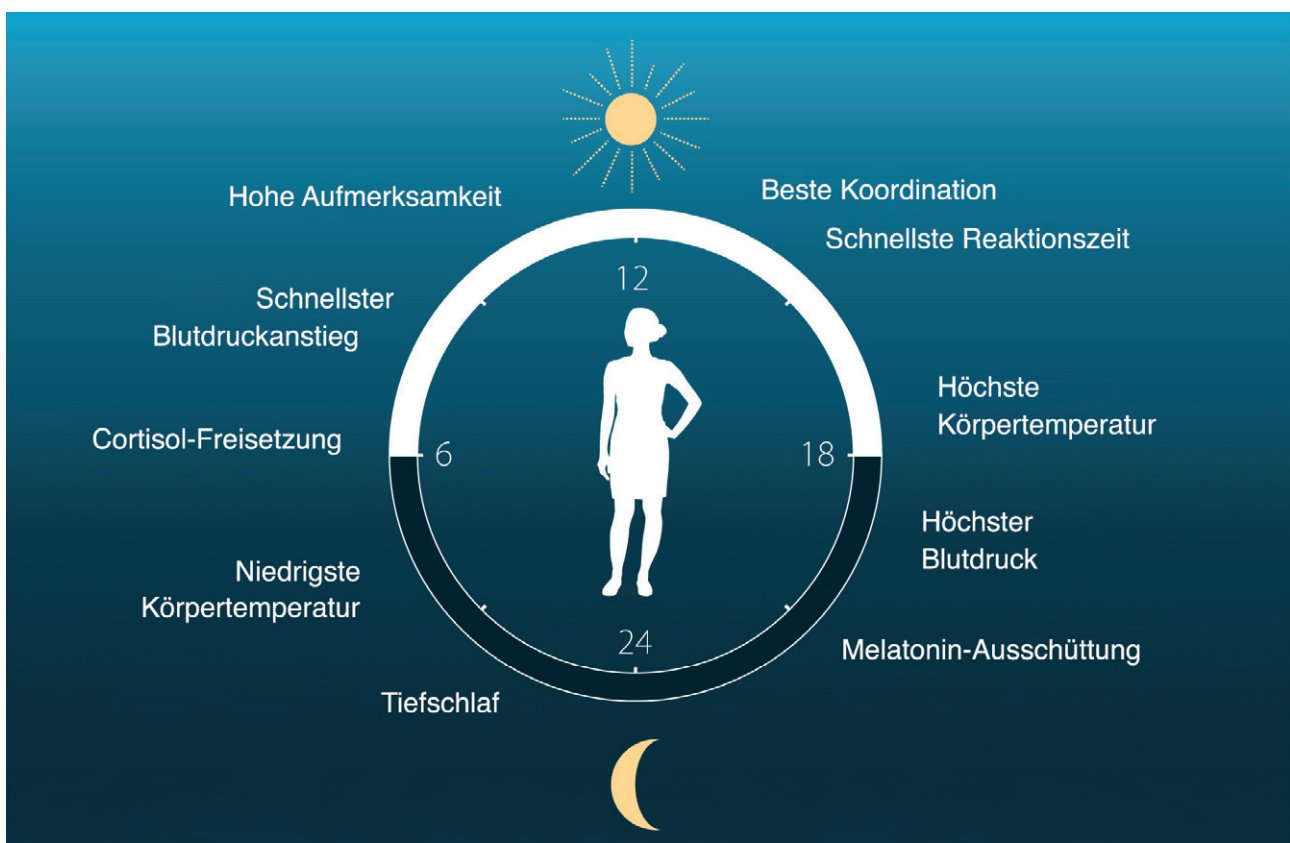 Hohe Aufmerksamkeit
Beste Koordination
Schnellste Reaktionszeit
12
Schnellster
Blutdruckanstieg
Höchste
Körpertemperatur
Cortisol-Freisetzung
6
18
Höchster
Blutdruck
Niedrigste
Körpertemperatur
24
Melatonin-Ausschüttung
Tiefschlaf